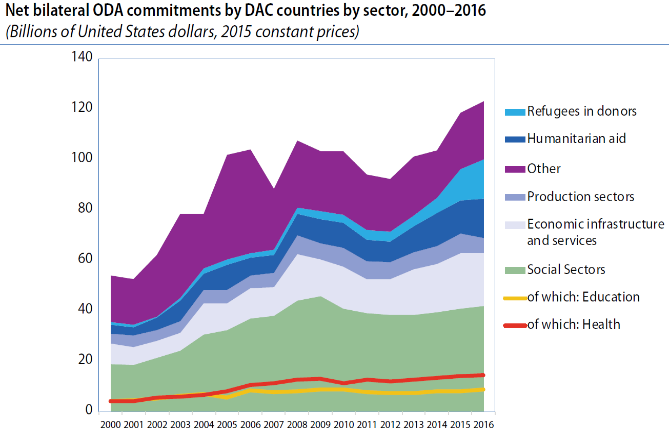 Net bilateral ODA commitments by DAC countries by sector, 2000–2016
(Billions of United States dollars, 2015 constant prices)
140
120
100
80
60
40
20
0
2000 2001 2002 2003 2004 2005 2006 2007 2008 2009 2010 2011 2012 2013 2014 2015 2016
Refugees in donors
Humanitarian aid
Other
Production sectors
Economic infrastructure
and services
Social Sectors
of which: Education
of which: Health